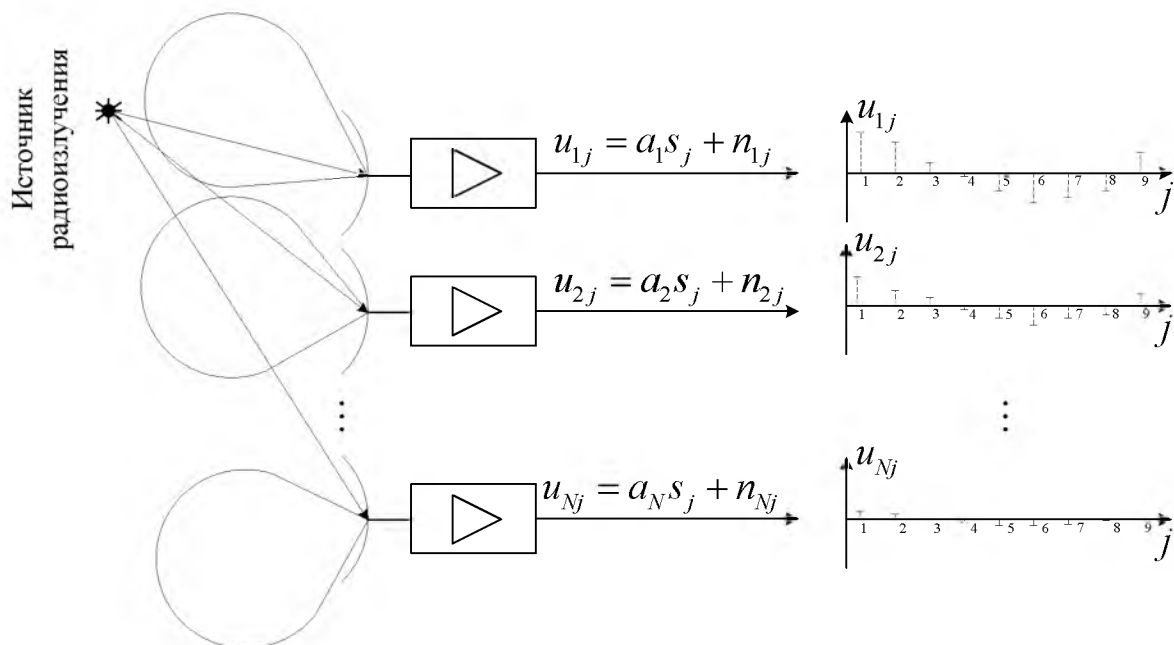 Источник
радиоизлучения
u_{1j} = a_1 s_j + n_{1j}
u_{1j}
1 2 3 4 5 6 7 8 9
j
u_{2j} = a_2 s_j + n_{2j}
u_{2j}
1 2 3 4 5 6 7 8 9
j
⋮ ⋮
u_{Nj} = a_N s_j + n_{Nj}
u_{Nj}
1 2 3 4 5 6 7 8 9
j